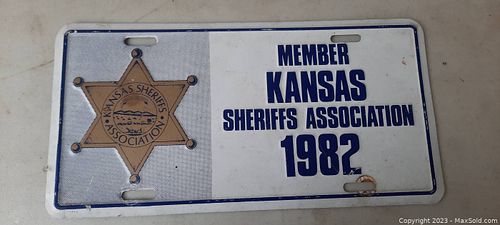 KANSAS SHERIFFS
ASSOCIATION
MEMBER
KANSAS
SHERIFFS ASSOCIATION
1982
Copyright 2023 - MaxSold.com